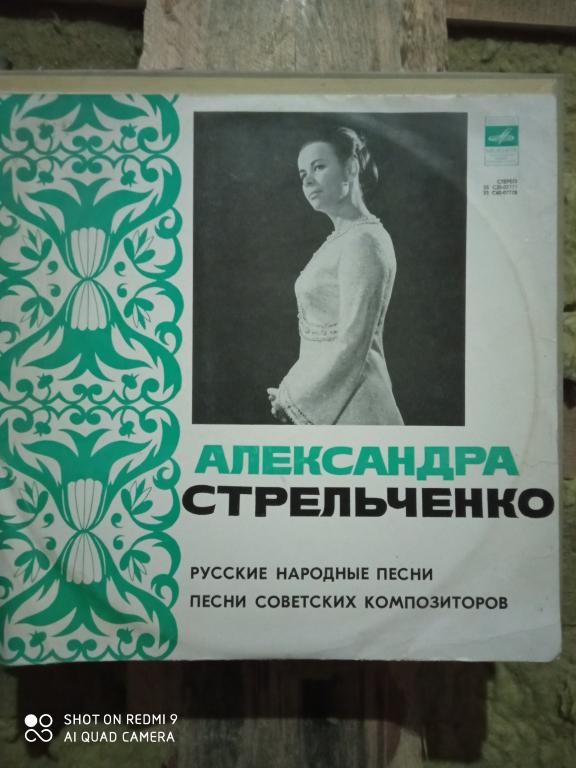 СТЕРЕО
АЛЕКСАНДРА
СТРЕЛЬЧЕНКО
РУССКИЕ НАРОДНЫЕ ПЕСНИ
ПЕСНИ СОВЕТСКИХ КОМПОЗИТОРОВ
SHOT ON REDMI 9
AI QUAD CAMERA